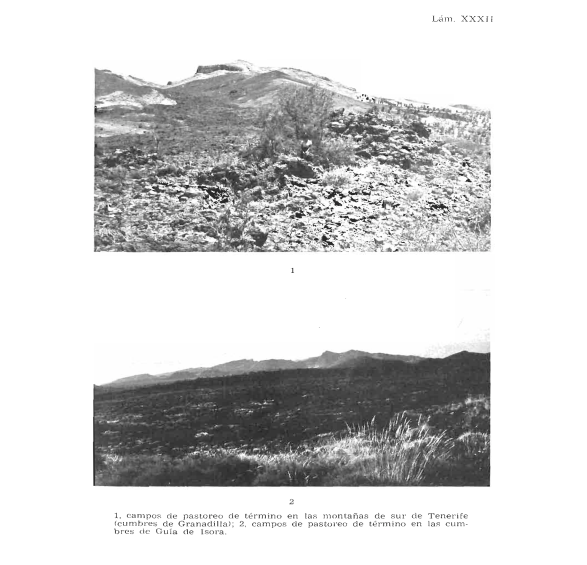 Lám. XXXII
1
2
1, campos de pastoreo de término en las montañas de sur de Tenerife
(cumbres de Granadilla); 2, campos de pastoreo de término en las cum-
bres de Guía de Isora.